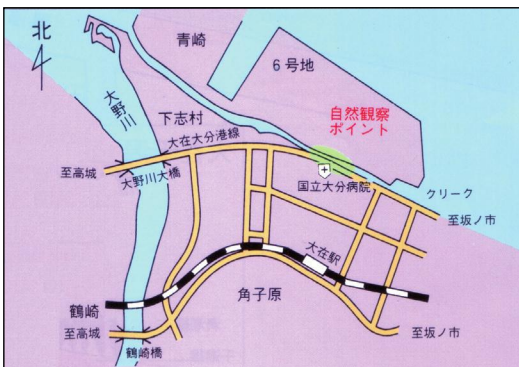 北
青崎
6号地
大野川
下志村
自然観察
ポイント
大在大分港線
至高城
大野川大橋
国立大分病院
クリーク
至坂ノ市
大在駅
鶴崎
角子原
至高城
至坂ノ市
鶴崎橋